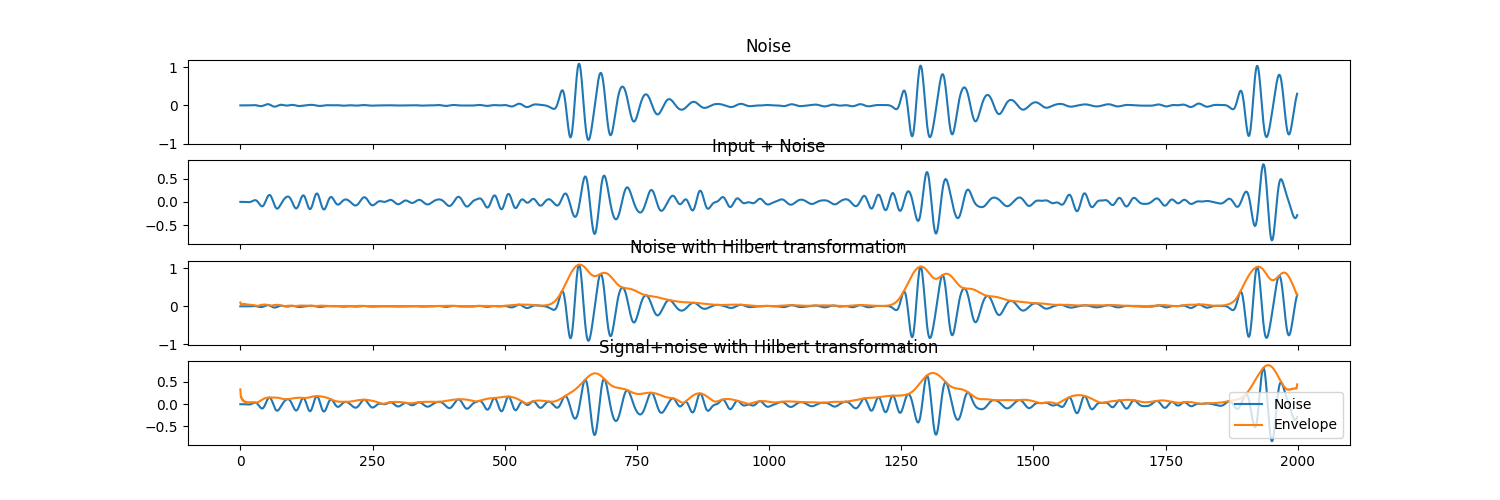 Noise
1
0
−1
Input + Noise
0.5
0.0
−0.5
Noise with Hilbert transformation
1
0
−1
Signal+noise with Hilbert transformation
0.5
0.0
−0.5
Noise
Envelope
0 250 500 750 1000 1250 1500 1750 2000